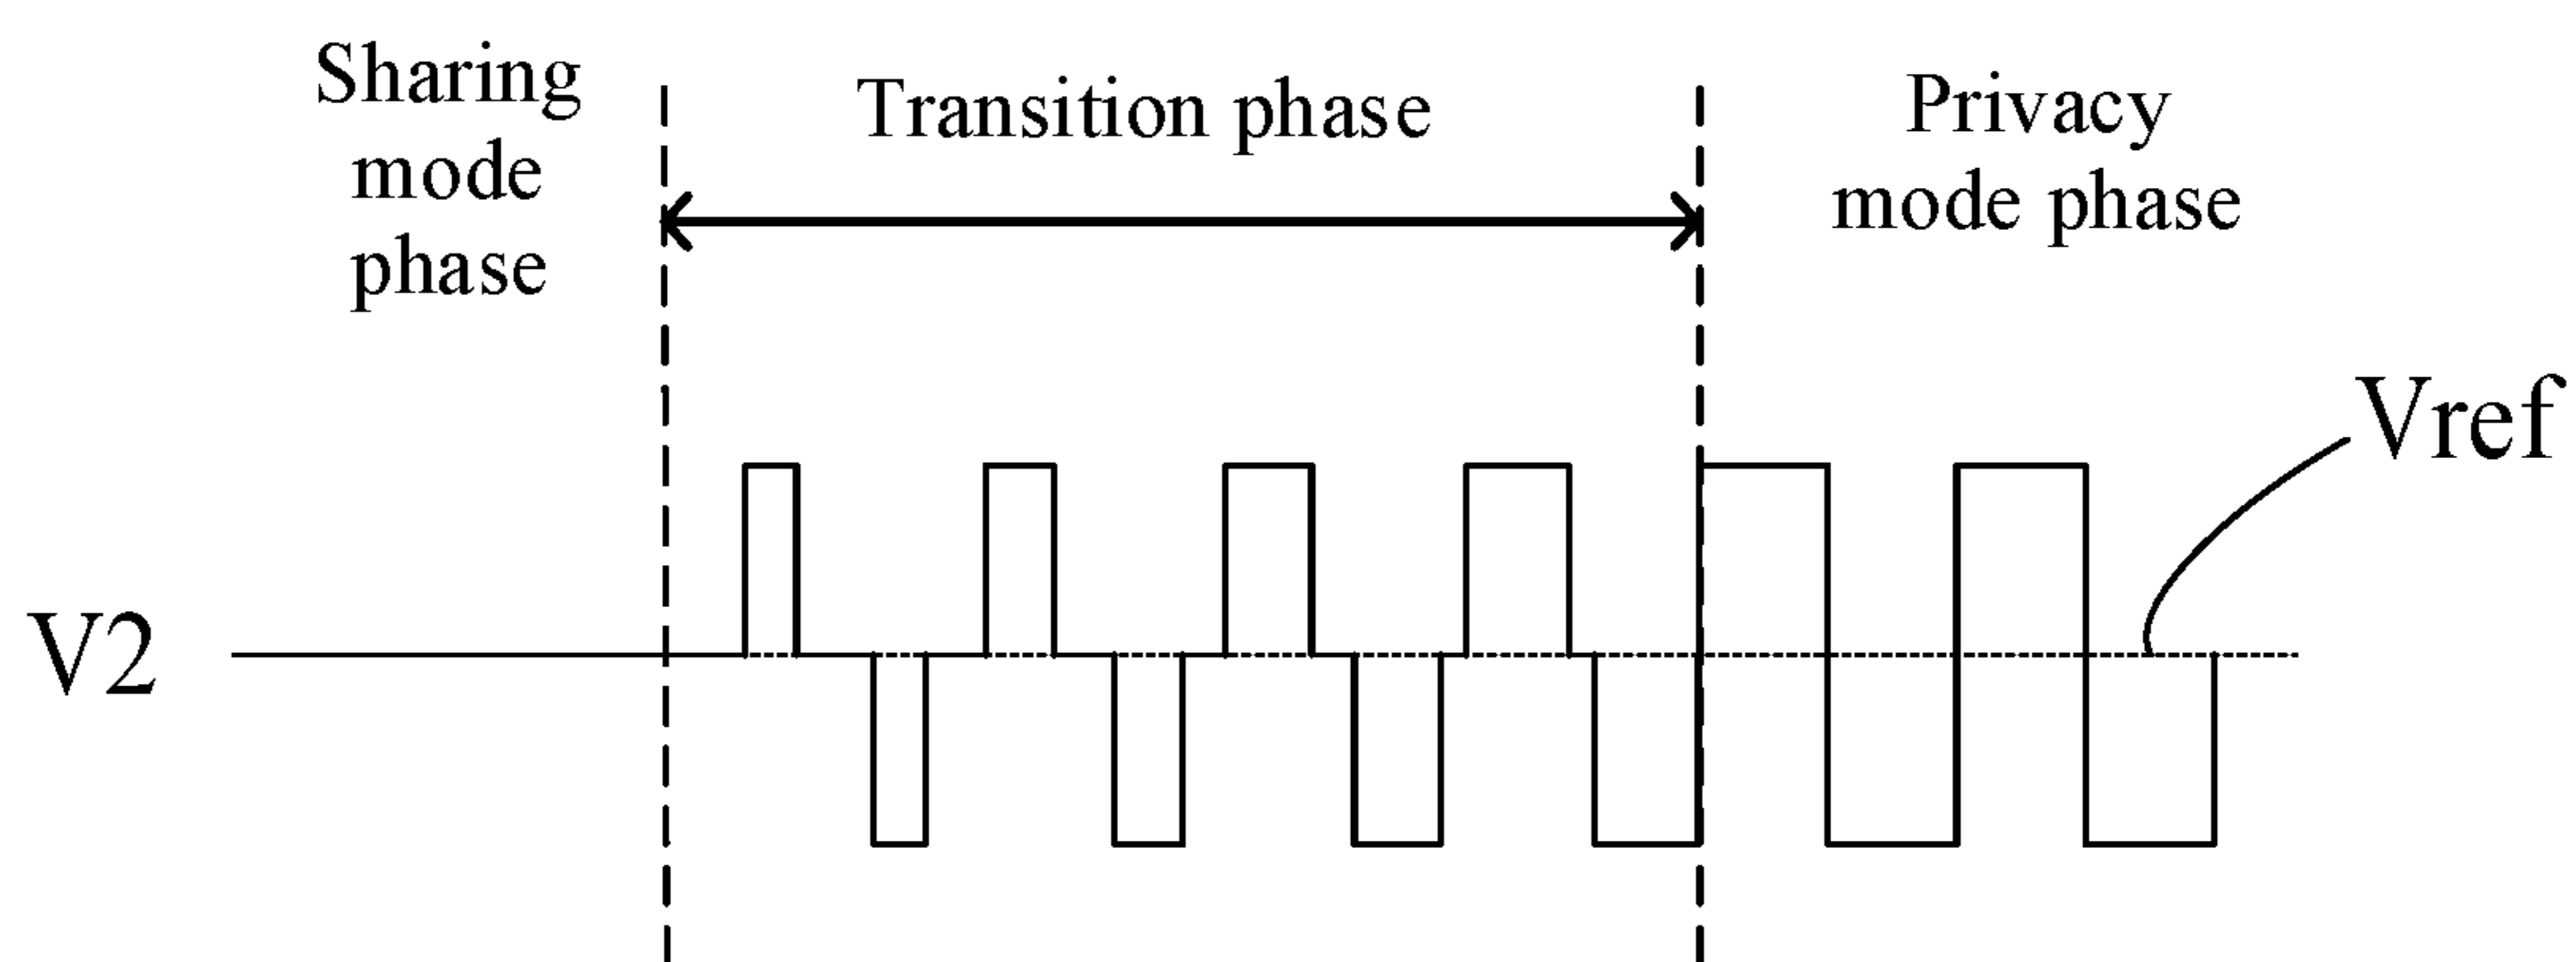 Sharing
mode
phase
Transition phase
Privacy
mode phase
Vref
V2